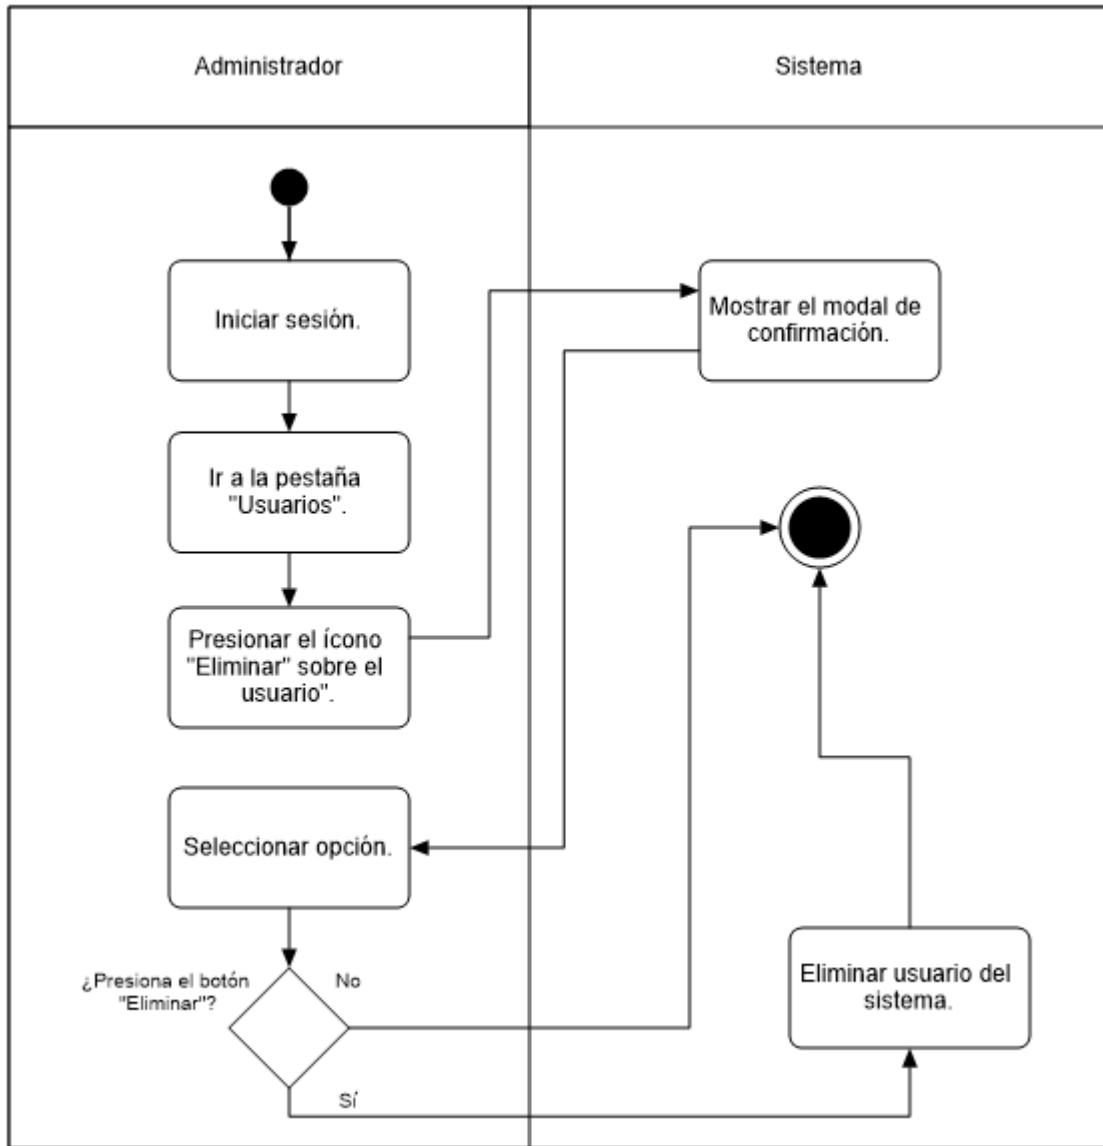 Administrador
Sistema
Iniciar sesión.
Mostrar el modal de
confirmación.
Ir a la pestaña
"Usuarios".
Presionar el ícono
"Eliminar" sobre el
usuario".
Seleccionar opción.
¿Presiona el botón
"Eliminar"?
No
Sí
Eliminar usuario del
sistema.